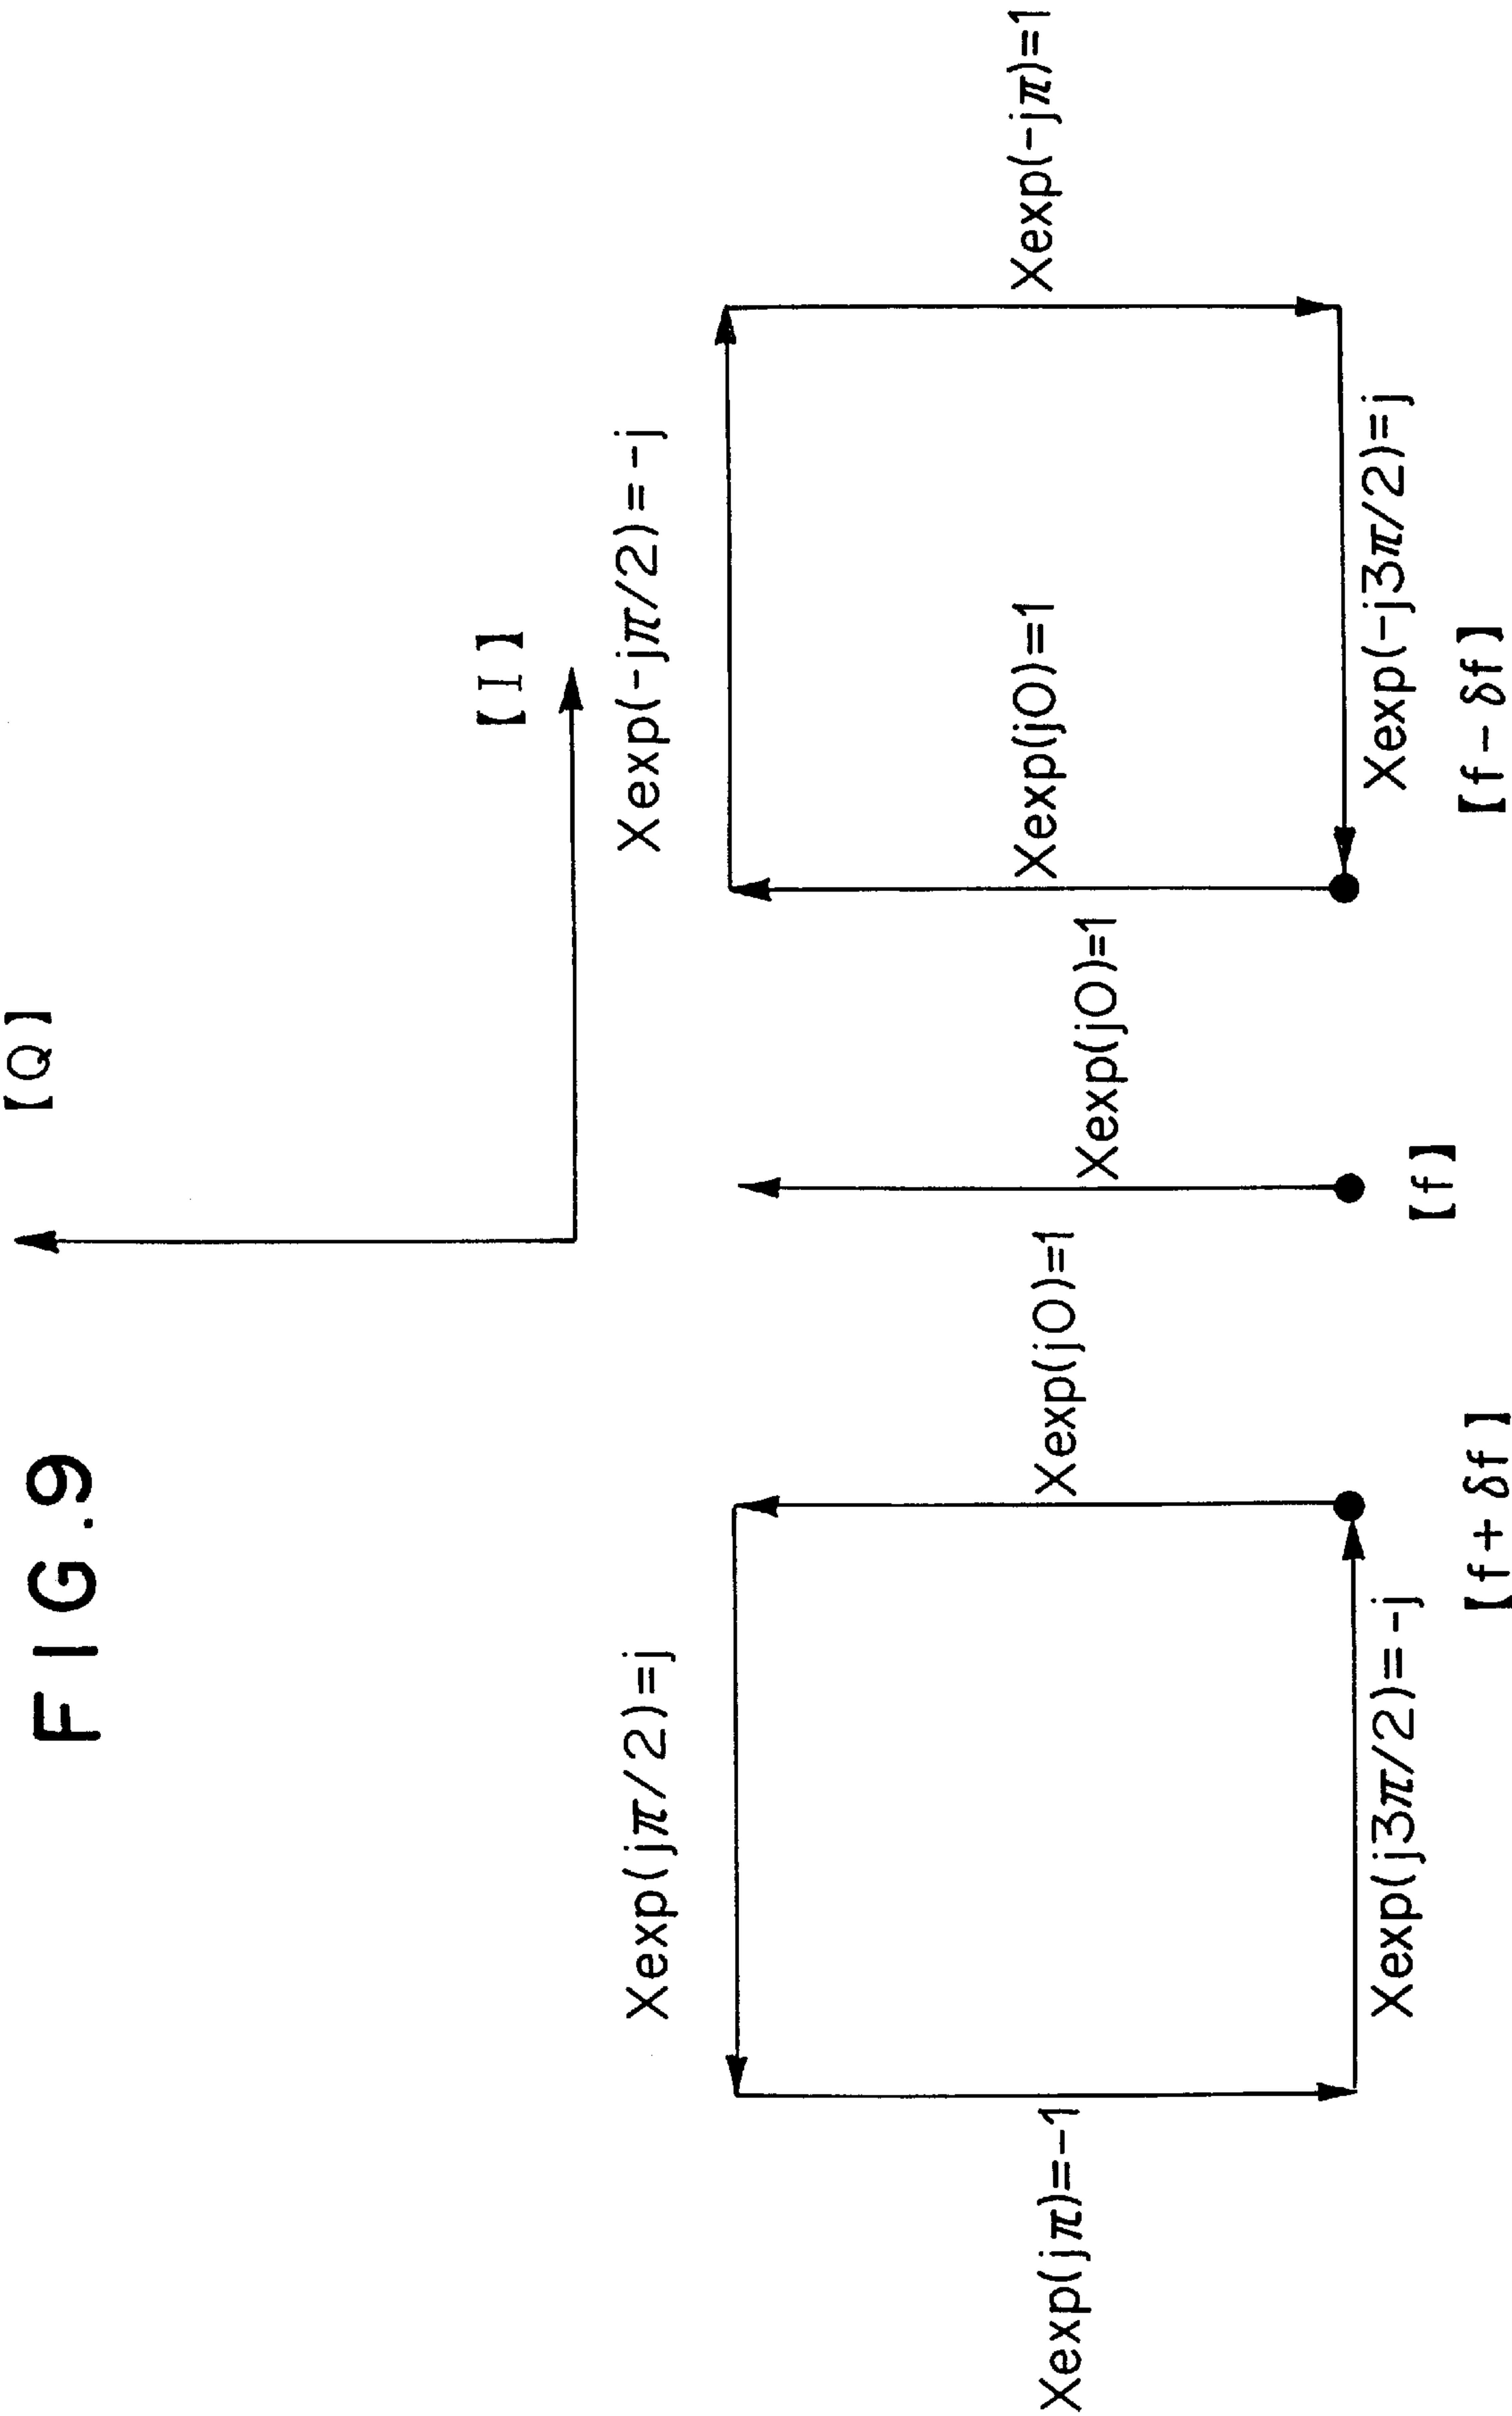 FIG.9
【Q】
【I】
Xexp(jπ/2)=j
Xexp(-jπ/2)=-j
Xexp(jπ)=-1
Xexp(j0)=1
Xexp(j0)=1
Xexp(j0)=1
Xexp(-jπ)=1
Xexp(j3π/2)=-j
Xexp(-j3π/2)=j
【f+δf】
【f】
【f-δf】